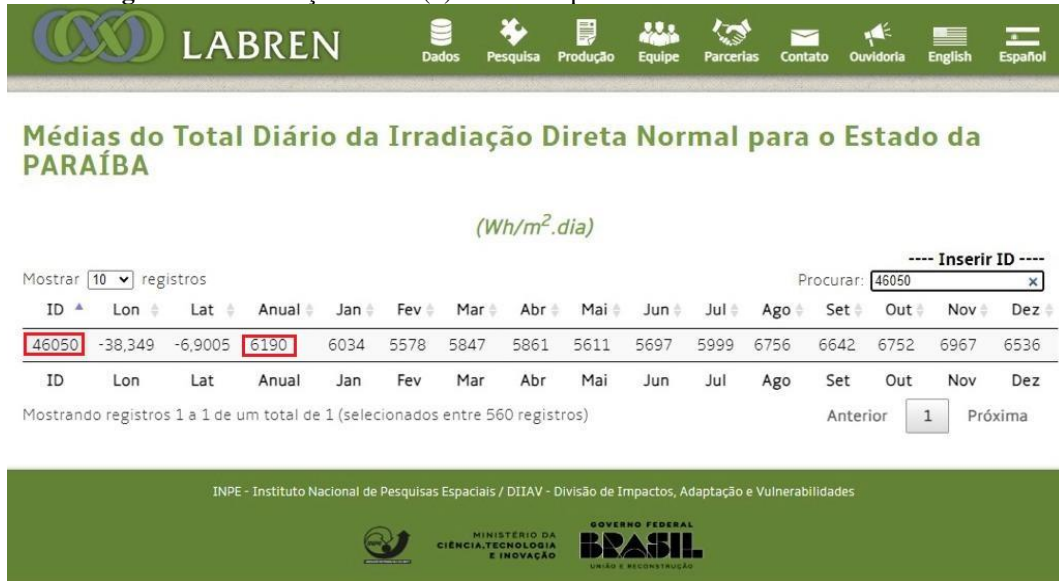 LABREN
Dados Pesquisa Produção Equipe Parcerias Contato Ouvidoria English Español
Médias do Total Diário da Irradiação Direta Normal para o Estado da
PARAÍBA
(Wh/m².dia)
---- Inserir ID ----
Mostrar 10 registros Procurar: 46050 x
ID Lon Lat Anual Jan Fev Mar Abr Mai Jun Jul Ago Set Out Nov Dez
46050 -38,349 -6,9005 6190 6034 5578 5847 5861 5611 5697 5999 6756 6642 6752 6967 6536
ID Lon Lat Anual Jan Fev Mar Abr Mai Jun Jul Ago Set Out Nov Dez
Mostrando registros 1 a 1 de um total de 1 (selecionados entre 560 registros) Anterior 1 Próxima
INPE - Instituto Nacional de Pesquisas Espaciais / DIIAV - Divisão de Impactos, Adaptação e Vulnerabilidades
MINISTÉRIO DA
CIÊNCIA,TECNOLOGIA
E INOVAÇÃO
GOVERNO FEDERAL
BRASIL
UNIÃO E RECONSTRUÇÃO